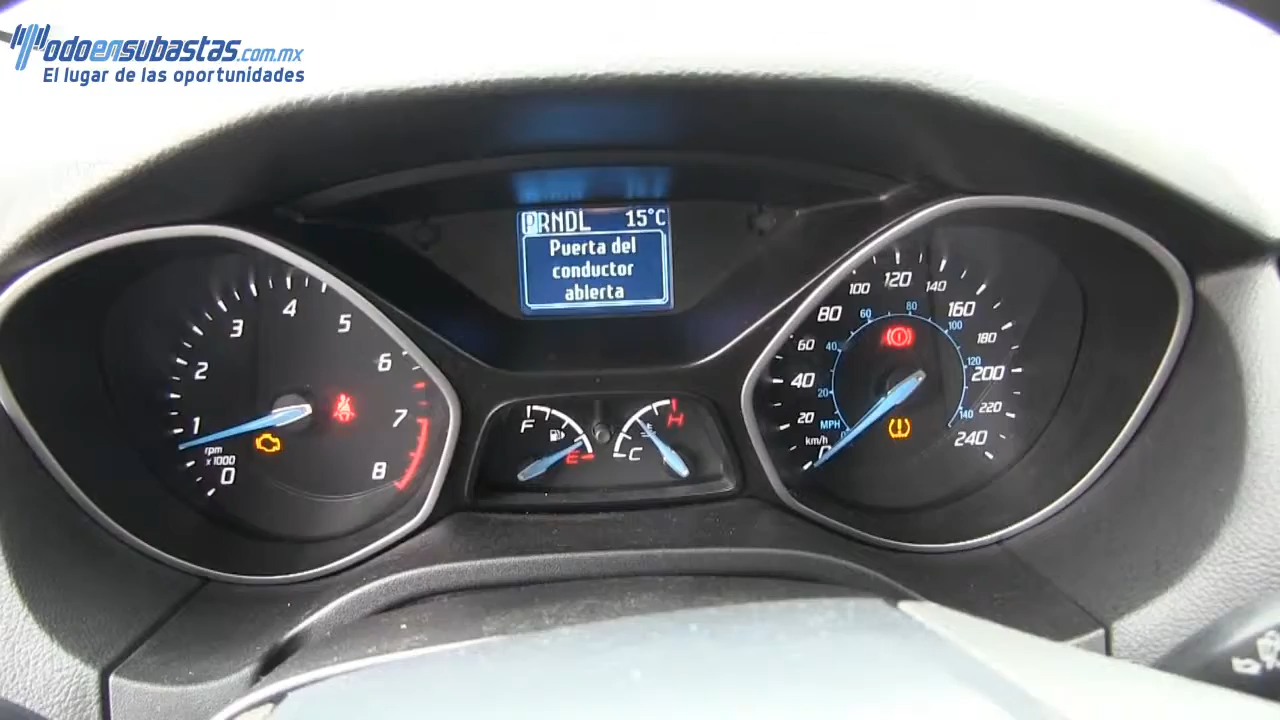 Todoensubastas.com.mx
El lugar de las oportunidades
PRNDL 15°C
Puerta del
conductor
abierta
0
1
2
3
4
5
6
7
8
rpm
x1000
F
E
C
H
0
20
40
60
80
100
120
140
160
180
200
220
240
km/h
MPH
0
20
40
60
80
100
120
140